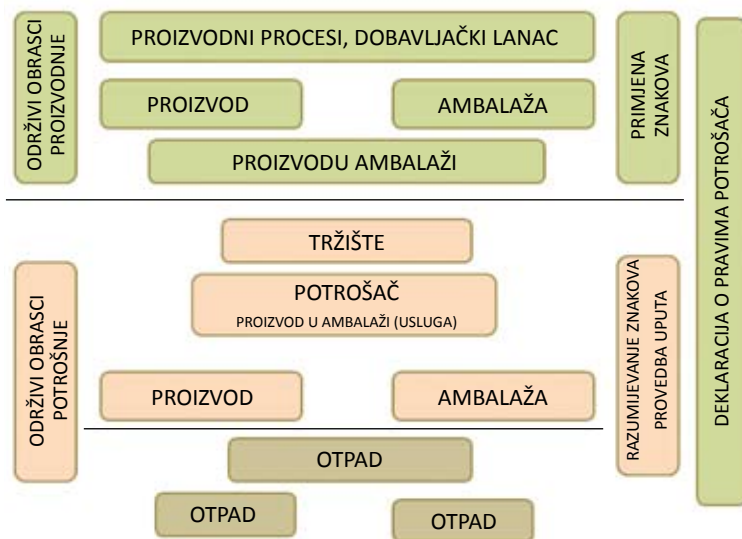 ODRŽIVI OBRASCI
PROIZVODNJE
PROIZVODNI PROCESI, DOBAVLJAČKI LANAC
PROIZVOD
AMBALAŽA
PROIZVODU AMBALAŽI
PRIMJENA
ZNAKOVA
DEKLARACIJA O PRAVIMA POTROŠAČA
ODRŽIVI OBRASCI
POTROŠNJE
TRŽIŠTE
POTROŠAČ
PROIZVOD U AMBALAŽI (USLUGA)
PROIZVOD
AMBALAŽA
RAZUMIJEVANJE ZNAKOVA
PROVEDBA UPUTA
OTPAD
OTPAD
OTPAD